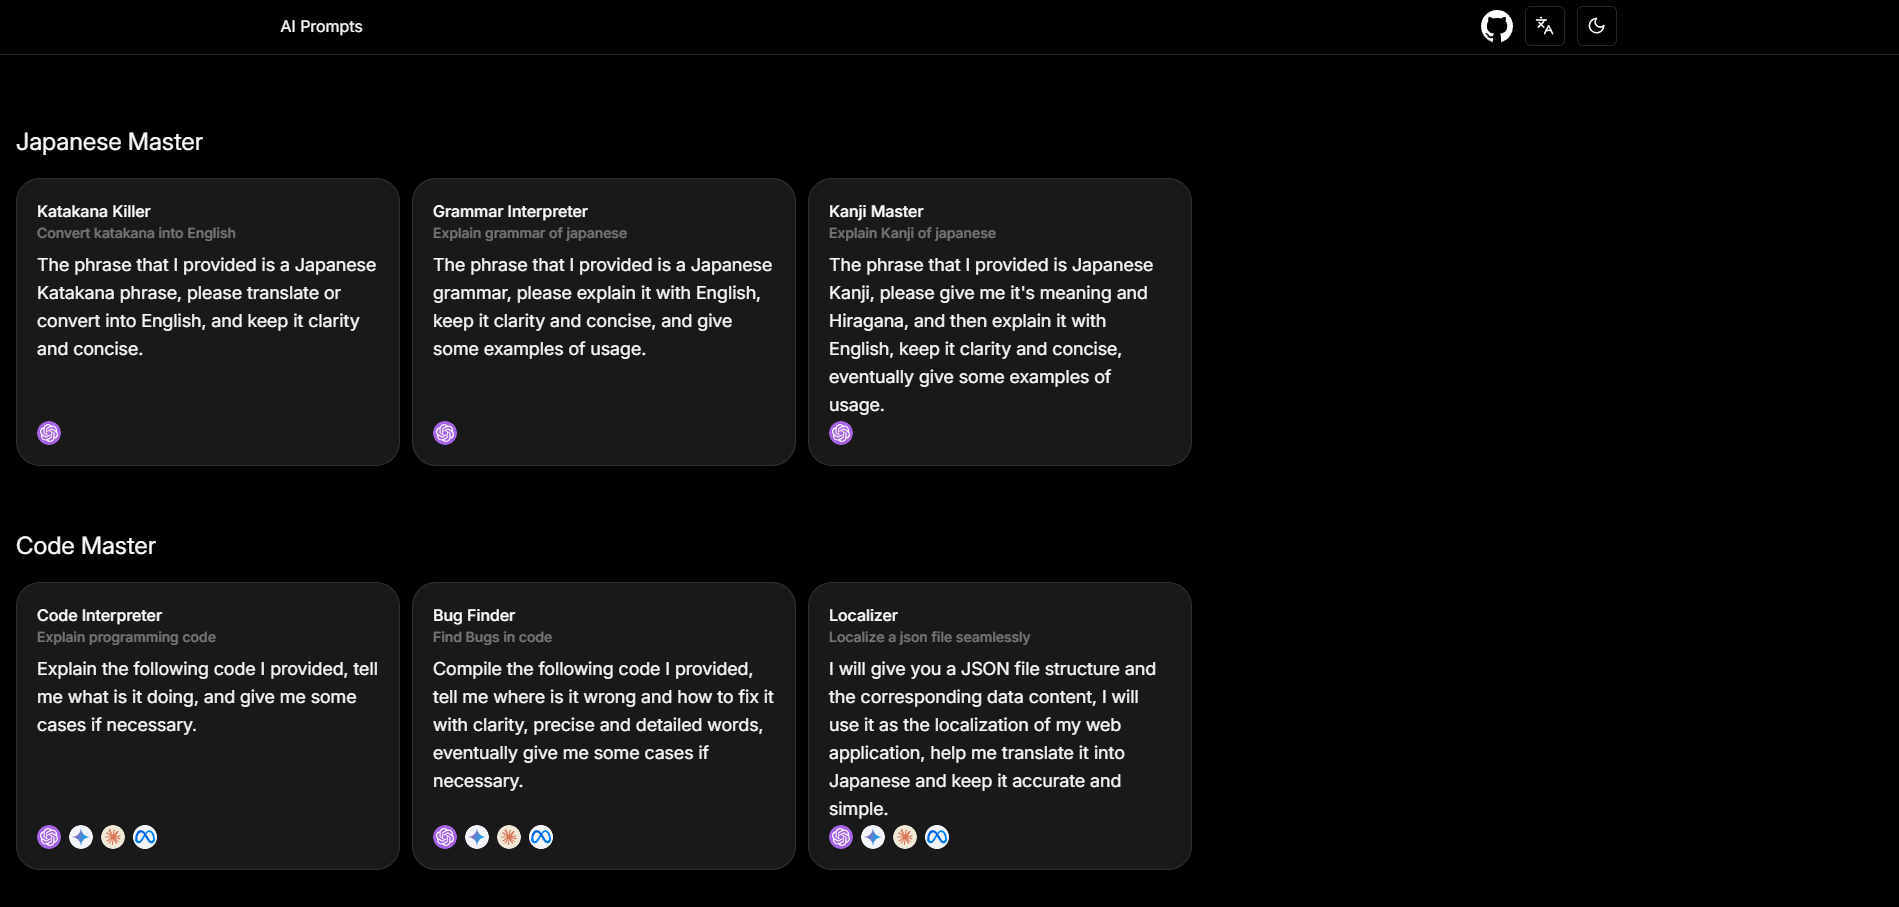 AI Prompts
Japanese Master
Katakana Killer
Convert katakana into English
The phrase that I provided is a Japanese
Katakana phrase, please translate or
convert into English, and keep it clarity
and concise.
Grammar Interpreter
Explain grammar of japanese
The phrase that I provided is a Japanese
grammar, please explain it with English,
keep it clarity and concise, and give
some examples of usage.
Kanji Master
Explain Kanji of japanese
The phrase that I provided is Japanese
Kanji, please give me it's meaning and
Hiragana, and then explain it with
English, keep it clarity and concise,
eventually give some examples of
usage.
Code Master
Code Interpreter
Explain programming code
Explain the following code I provided, tell
me what is it doing, and give me some
cases if necessary.
Bug Finder
Find Bugs in code
Compile the following code I provided,
tell me where is it wrong and how to fix it
with clarity, precise and detailed words,
eventually give me some cases if
necessary.
Localizer
Localize a json file seamlessly
I will give you a JSON file structure and
the corresponding data content, I will
use it as the localization of my web
application, help me translate it into
Japanese and keep it accurate and
simple.